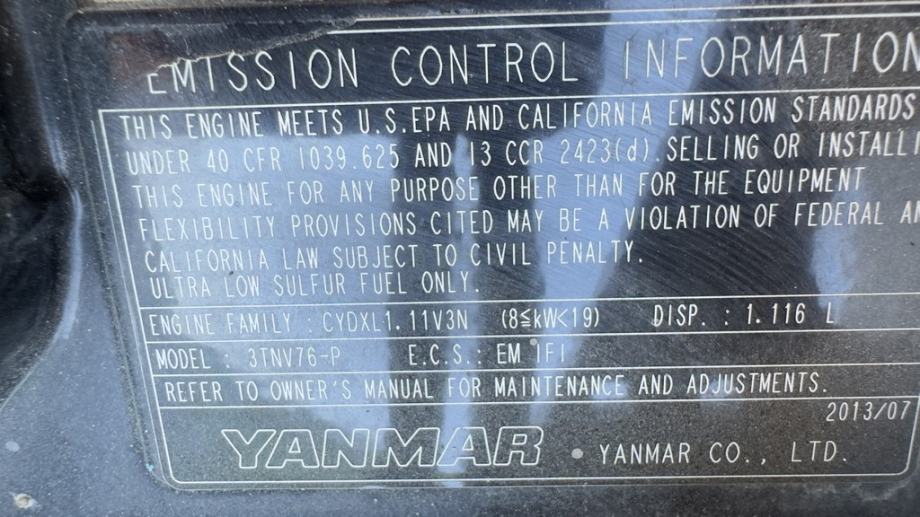 EMISSION CONTROL INFORMATION
THIS ENGINE MEETS U.S.EPA AND CALIFORNIA EMISSION STANDARDS
UNDER 40 CFR 1039.625 AND 13 CCR 2423(d).SELLING OR INSTALLI
THIS ENGINE FOR ANY PURPOSE OTHER THAN FOR THE EQUIPMENT
FLEXIBILITY PROVISIONS CITED MAY BE A VIOLATION OF FEDERAL AN
CALIFORNIA LAW SUBJECT TO CIVIL PENALTY.
ULTRA LOW SULFUR FUEL ONLY.
ENGINE FAMILY : CYDXL1.11V3N (8≦kW<19) DISP. : 1.116 L
MODEL : 3TNV76-P E.C.S.: EM IFI
REFER TO OWNER'S MANUAL FOR MAINTENANCE AND ADJUSTMENTS.
2013/07
YANMAR YANMAR CO., LTD.